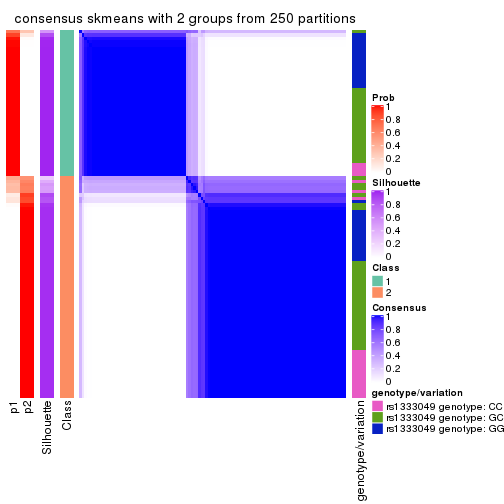 consensus skmeans with 2 groups from 250 partitions
Prob
1
0.8
0.6
0.4
0.2
0
Silhouette
1
0.8
0.6
0.4
0.2
0
Class
1
2
Consensus
1
0.8
0.6
0.4
0.2
0
genotype/variation
rs1333049 genotype: CC
rs1333049 genotype: GC
rs1333049 genotype: GG
p1
p2
Silhouette
Class
genotype/variation